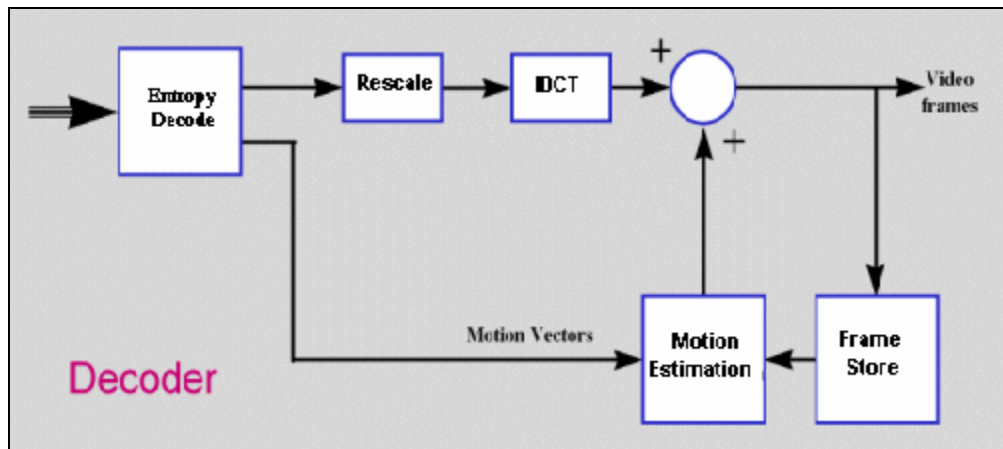 Entropy
Decode
Rescale
IDCT
+
+
Video
frames
Motion Vectors
Motion
Estimation
Frame
Store
Decoder